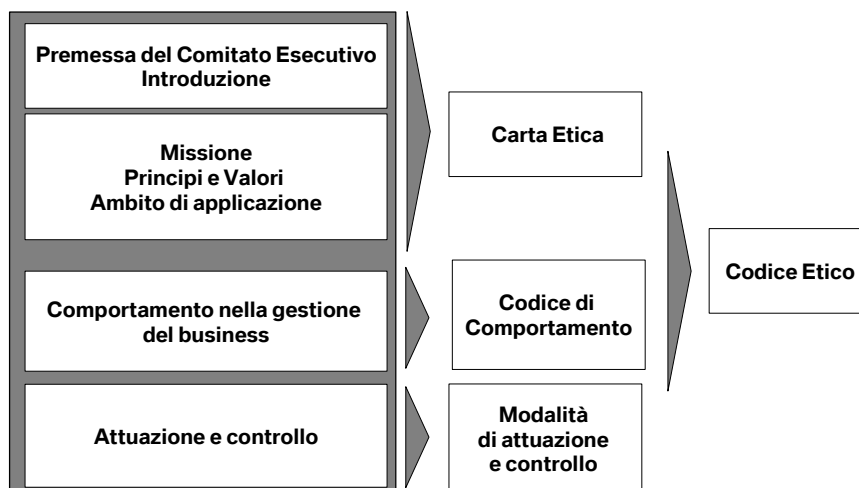 Premessa del Comitato Esecutivo
Introduzione
Missione
Principi e Valori
Ambito di applicazione
Carta Etica
Comportamento nella gestione
del business
Codice di
Comportamento
Attuazione e controllo
Modalità
di attuazione
e controllo
Codice Etico